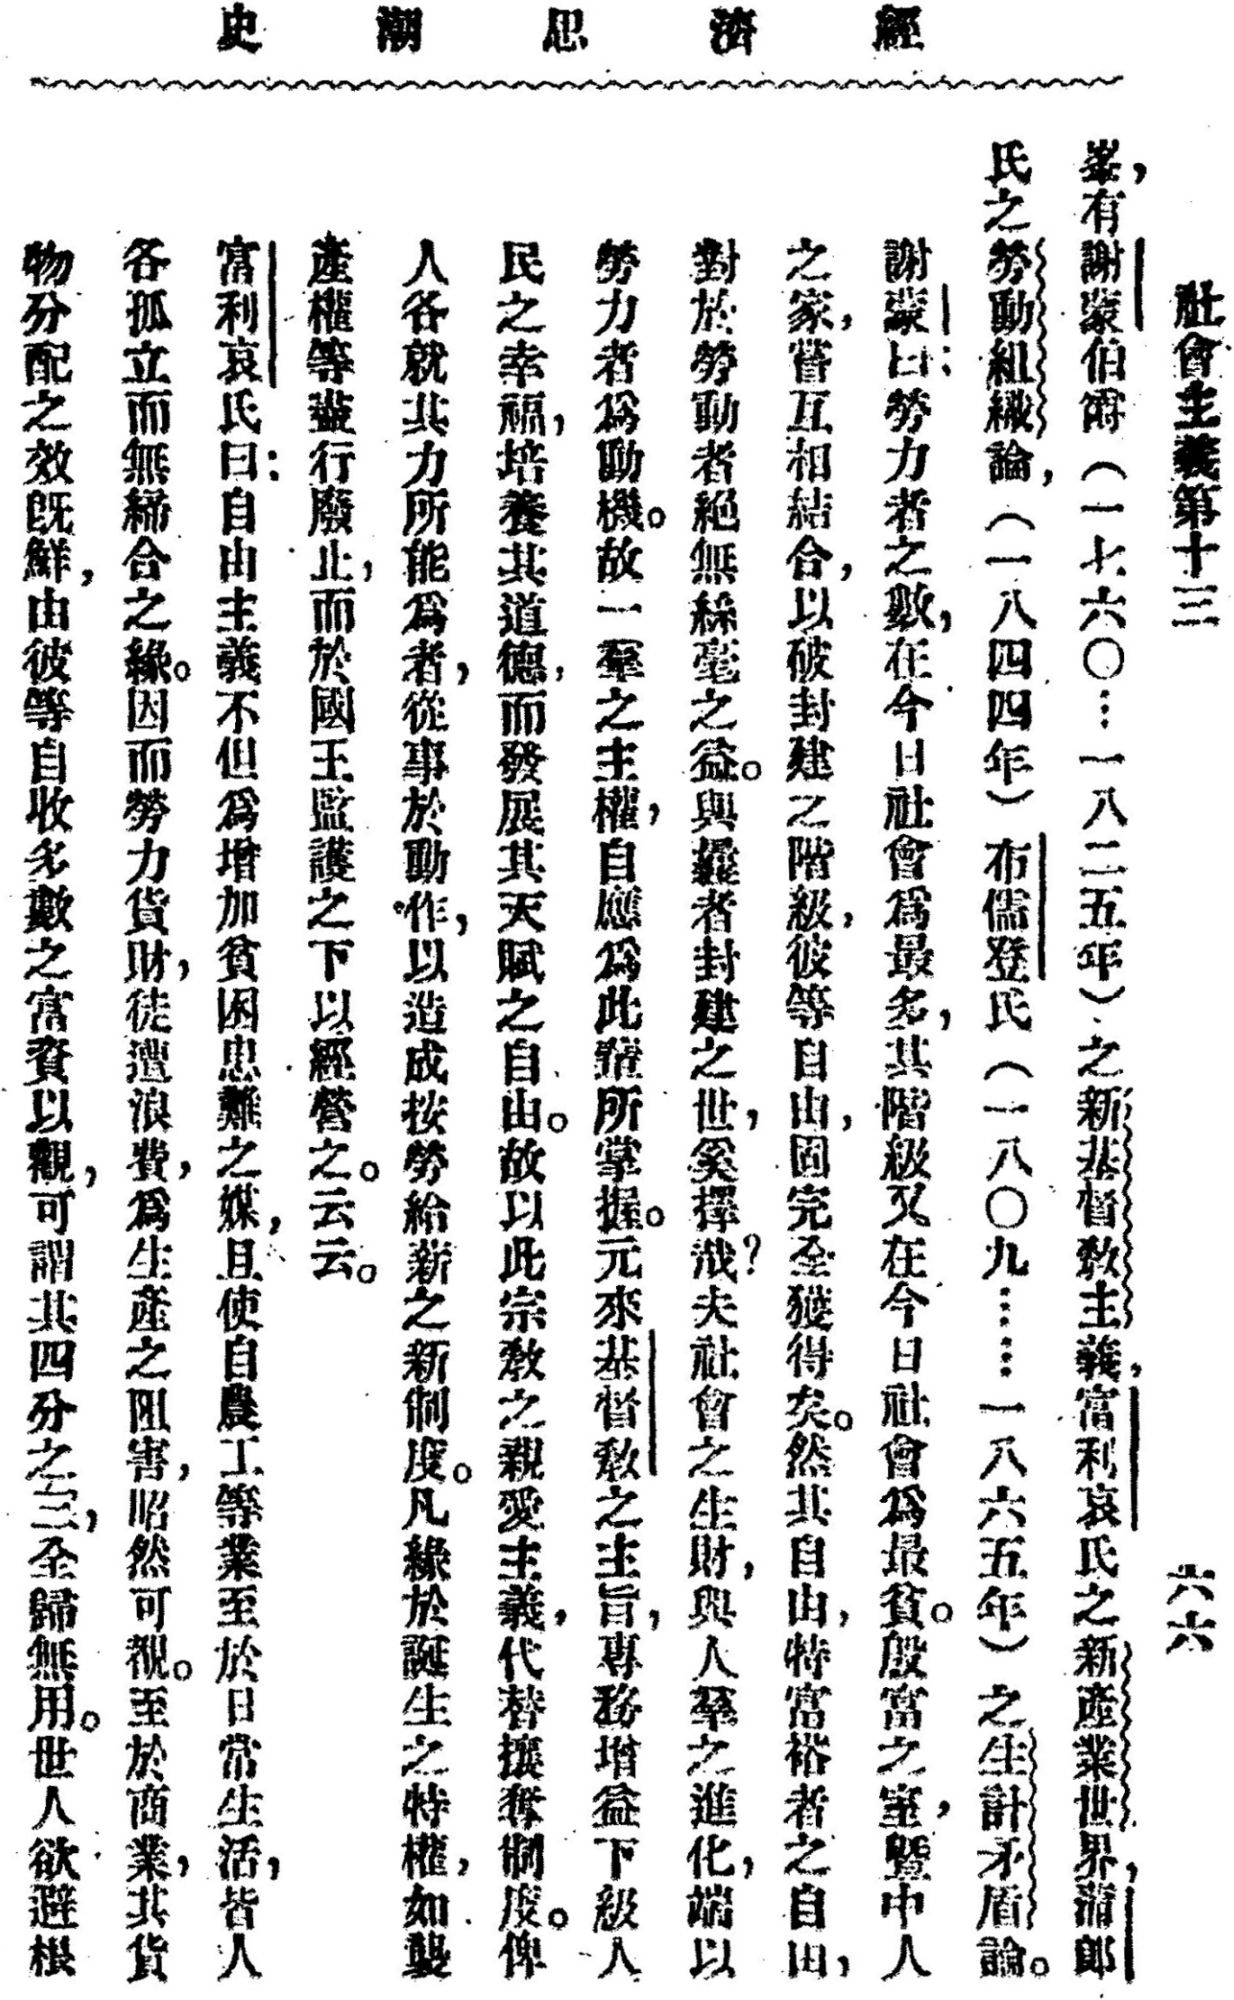 經濟思潮史
社會主義第十三 六六
峯，有謝蒙伯爵（一七六〇…一八二五年）之新基督教主義，富利哀氏之新產業世界，蒲郎
氏之勞動組織論，（一八四四年）布儒登氏（一八〇九……一八六五年）之生計矛盾論。
謝蒙曰：勞力者之數，在今日社會爲最多，其階級又在今日社會爲最貧。殷富之室，曁中人
之家，嘗互相結合，以破封建之階級，彼等自由，固完全獲得矣。然其自由，特富裕者之自由，
對於勞動者絕無絲毫之益。與曩者封建之世，奚擇哉？夫社會之生財，與人羣之進化，端以
勞力者爲動機。故一羣之主權，自應爲此輩所掌握。元來基督教之主旨，專務增益下級人
民之幸福，培養其道德，而發展其天賦之自由。故以此宗教之親愛主義，代替攘奪制度。俾
人各就其力所能爲者，從事於動作，以造成按勞給薪之新制度。凡緣於誕生之特權，如襲
產權等盡行廢止，而於國王監護之下以經營之。云云。
富利哀氏曰：自由主義不但爲增加貧困患難之媒，且使自農工等業至於日常生活，皆人
各孤立而無締合之緣。因而勞力貨財，徒遭浪費，爲生產之阻害，昭然可覩。至於商業，其貨
物分配之效旣鮮，由彼等自收多數之富資以觀，可謂其四分之三，全歸無用。世人欲避根